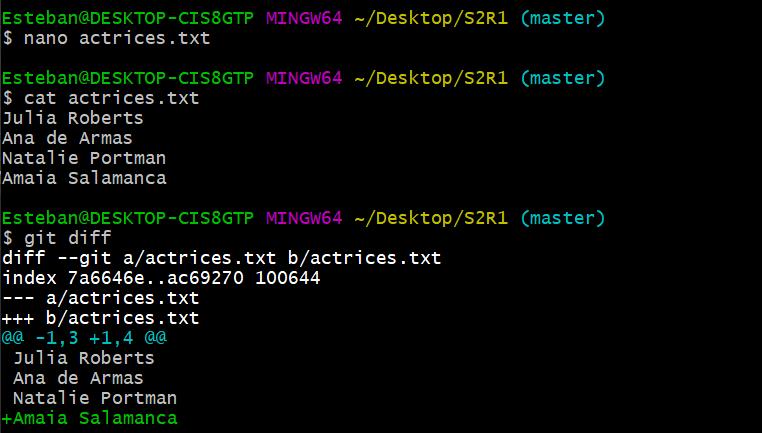 Esteban@DESKTOP-CIS8GTP MINGW64 ~/Desktop/S2R1 (master)
$ nano actrices.txt
Esteban@DESKTOP-CIS8GTP MINGW64 ~/Desktop/S2R1 (master)
$ cat actrices.txt
Julia Roberts
Ana de Armas
Natalie Portman
Amaia Salamanca
Esteban@DESKTOP-CIS8GTP MINGW64 ~/Desktop/S2R1 (master)
$ git diff
diff --git a/actrices.txt b/actrices.txt
index 7a6646e..ac69270 100644
--- a/actrices.txt
+++ b/actrices.txt
@@ -1,3 +1,4 @@
 Julia Roberts
 Ana de Armas
 Natalie Portman
+Amaia Salamanca